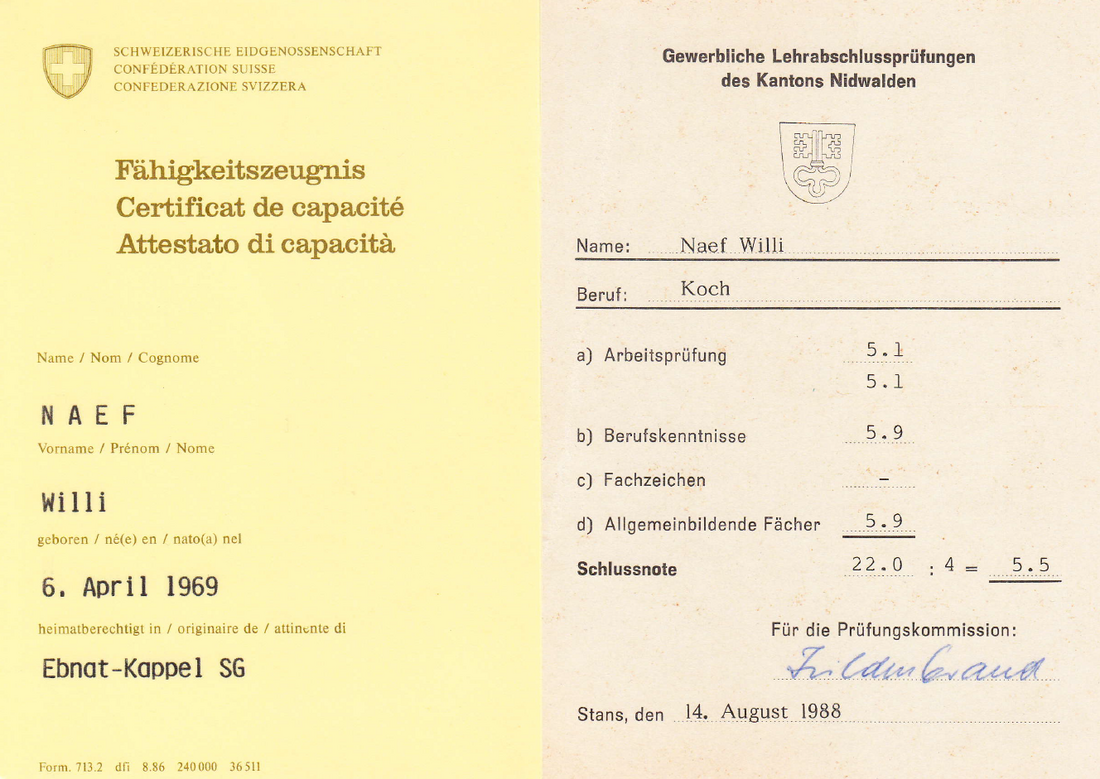 SCHWEIZERISCHE EIDGENOSSENSCHAFT
CONFÉDÉRATION SUISSE
CONFEDERAZIONE SVIZZERA
Fähigkeitszeugnis
Certificat de capacité
Attestato di capacità
Name / Nom / Cognome
NAEF
Vorname / Prénom / Nome
Willi
geboren / né(e) en / nato(a) nel
6. April 1969
heimatberechtigt in / originaire de / attinente di
Ebnat-Kappel SG
Form. 713.2 dfi 8.86 240000 36511
Gewerbliche Lehrabschlussprüfungen
des Kantons Nidwalden
Name: Naef Willi
Beruf: Koch
a) Arbeitsprüfung 5.1
5.1
b) Berufskenntnisse 5.9
c) Fachzeichen –
d) Allgemeinbildende Fächer 5.9
Schlussnote 22.0 : 4 = 5.5
Für die Prüfungskommission:
Stans, den 14. August 1988